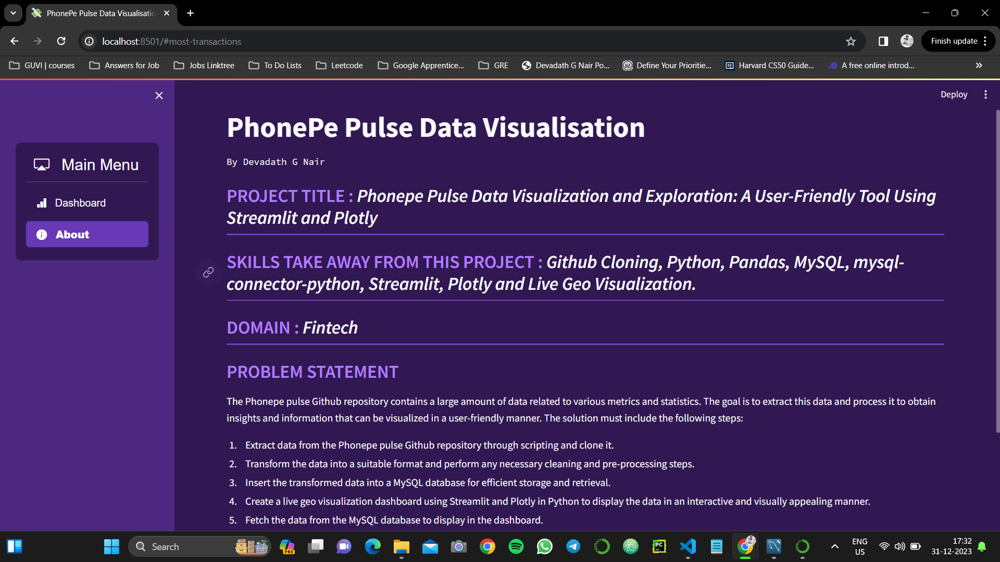 PhonePe Pulse Data Visualisatio
localhost:8501/#most-transactions
Finish update
GUVI | courses
Answers for Job
Jobs Linktree
To Do Lists
Leetcode
Google Apprentice...
GRE
Devadath G Nair Po...
Define Your Prioritie...
CC
Harvard CS50 Guide...
A free online introd...
Deploy
Main Menu
Dashboard
About
PhonePe Pulse Data Visualisation
By Devadath G Nair
PROJECT TITLE : Phonepe Pulse Data Visualization and Exploration: A User-Friendly Tool Using
Streamlit and Plotly
SKILLS TAKE AWAY FROM THIS PROJECT : Github Cloning, Python, Pandas, MySQL, mysql-
connector-python, Streamlit, Plotly and Live Geo Visualization.
DOMAIN : Fintech
PROBLEM STATEMENT
The Phonepe pulse Github repository contains a large amount of data related to various metrics and statistics. The goal is to extract this data and process it to obtain
insights and information that can be visualized in a user-friendly manner. The solution must include the following steps:
1. Extract data from the Phonepe pulse Github repository through scripting and clone it.
2. Transform the data into a suitable format and perform any necessary cleaning and pre-processing steps.
3. Insert the transformed data into a MySQL database for efficient storage and retrieval.
4. Create a live geo visualization dashboard using Streamlit and Plotly in Python to display the data in an interactive and visually appealing manner.
5. Fetch the data from the MySQL database to display in the dashboard.
Search
PRE
PC
ENG
US
17:32
31-12-2023